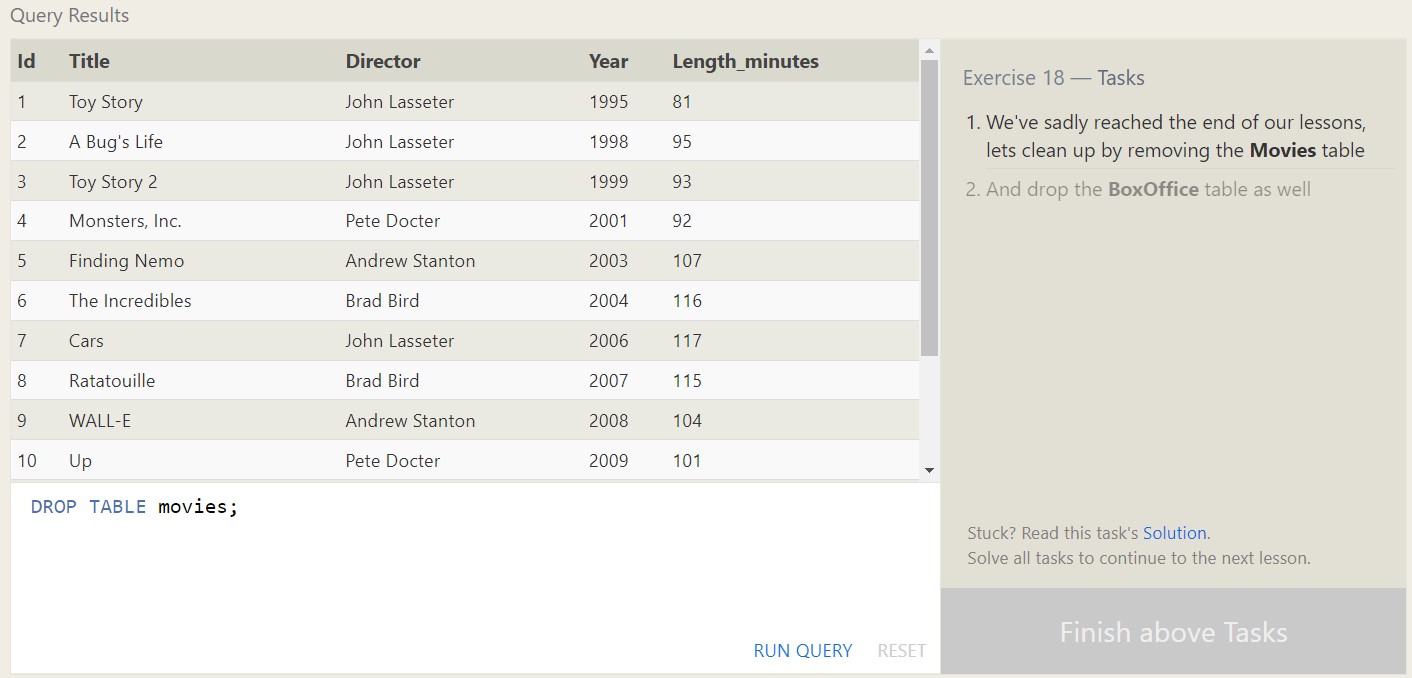 Query Results
Id Title Director Year Length_minutes
1 Toy Story John Lasseter 1995 81
2 A Bug's Life John Lasseter 1998 95
3 Toy Story 2 John Lasseter 1999 93
4 Monsters, Inc. Pete Docter 2001 92
5 Finding Nemo Andrew Stanton 2003 107
6 The Incredibles Brad Bird 2004 116
7 Cars John Lasseter 2006 117
8 Ratatouille Brad Bird 2007 115
9 WALL-E Andrew Stanton 2008 104
10 Up Pete Docter 2009 101
DROP TABLE movies;
RUN QUERY RESET
Exercise 18 — Tasks
1. We've sadly reached the end of our lessons,
lets clean up by removing the Movies table
2. And drop the BoxOffice table as well
Stuck? Read this task's Solution.
Solve all tasks to continue to the next lesson.
Finish above Tasks